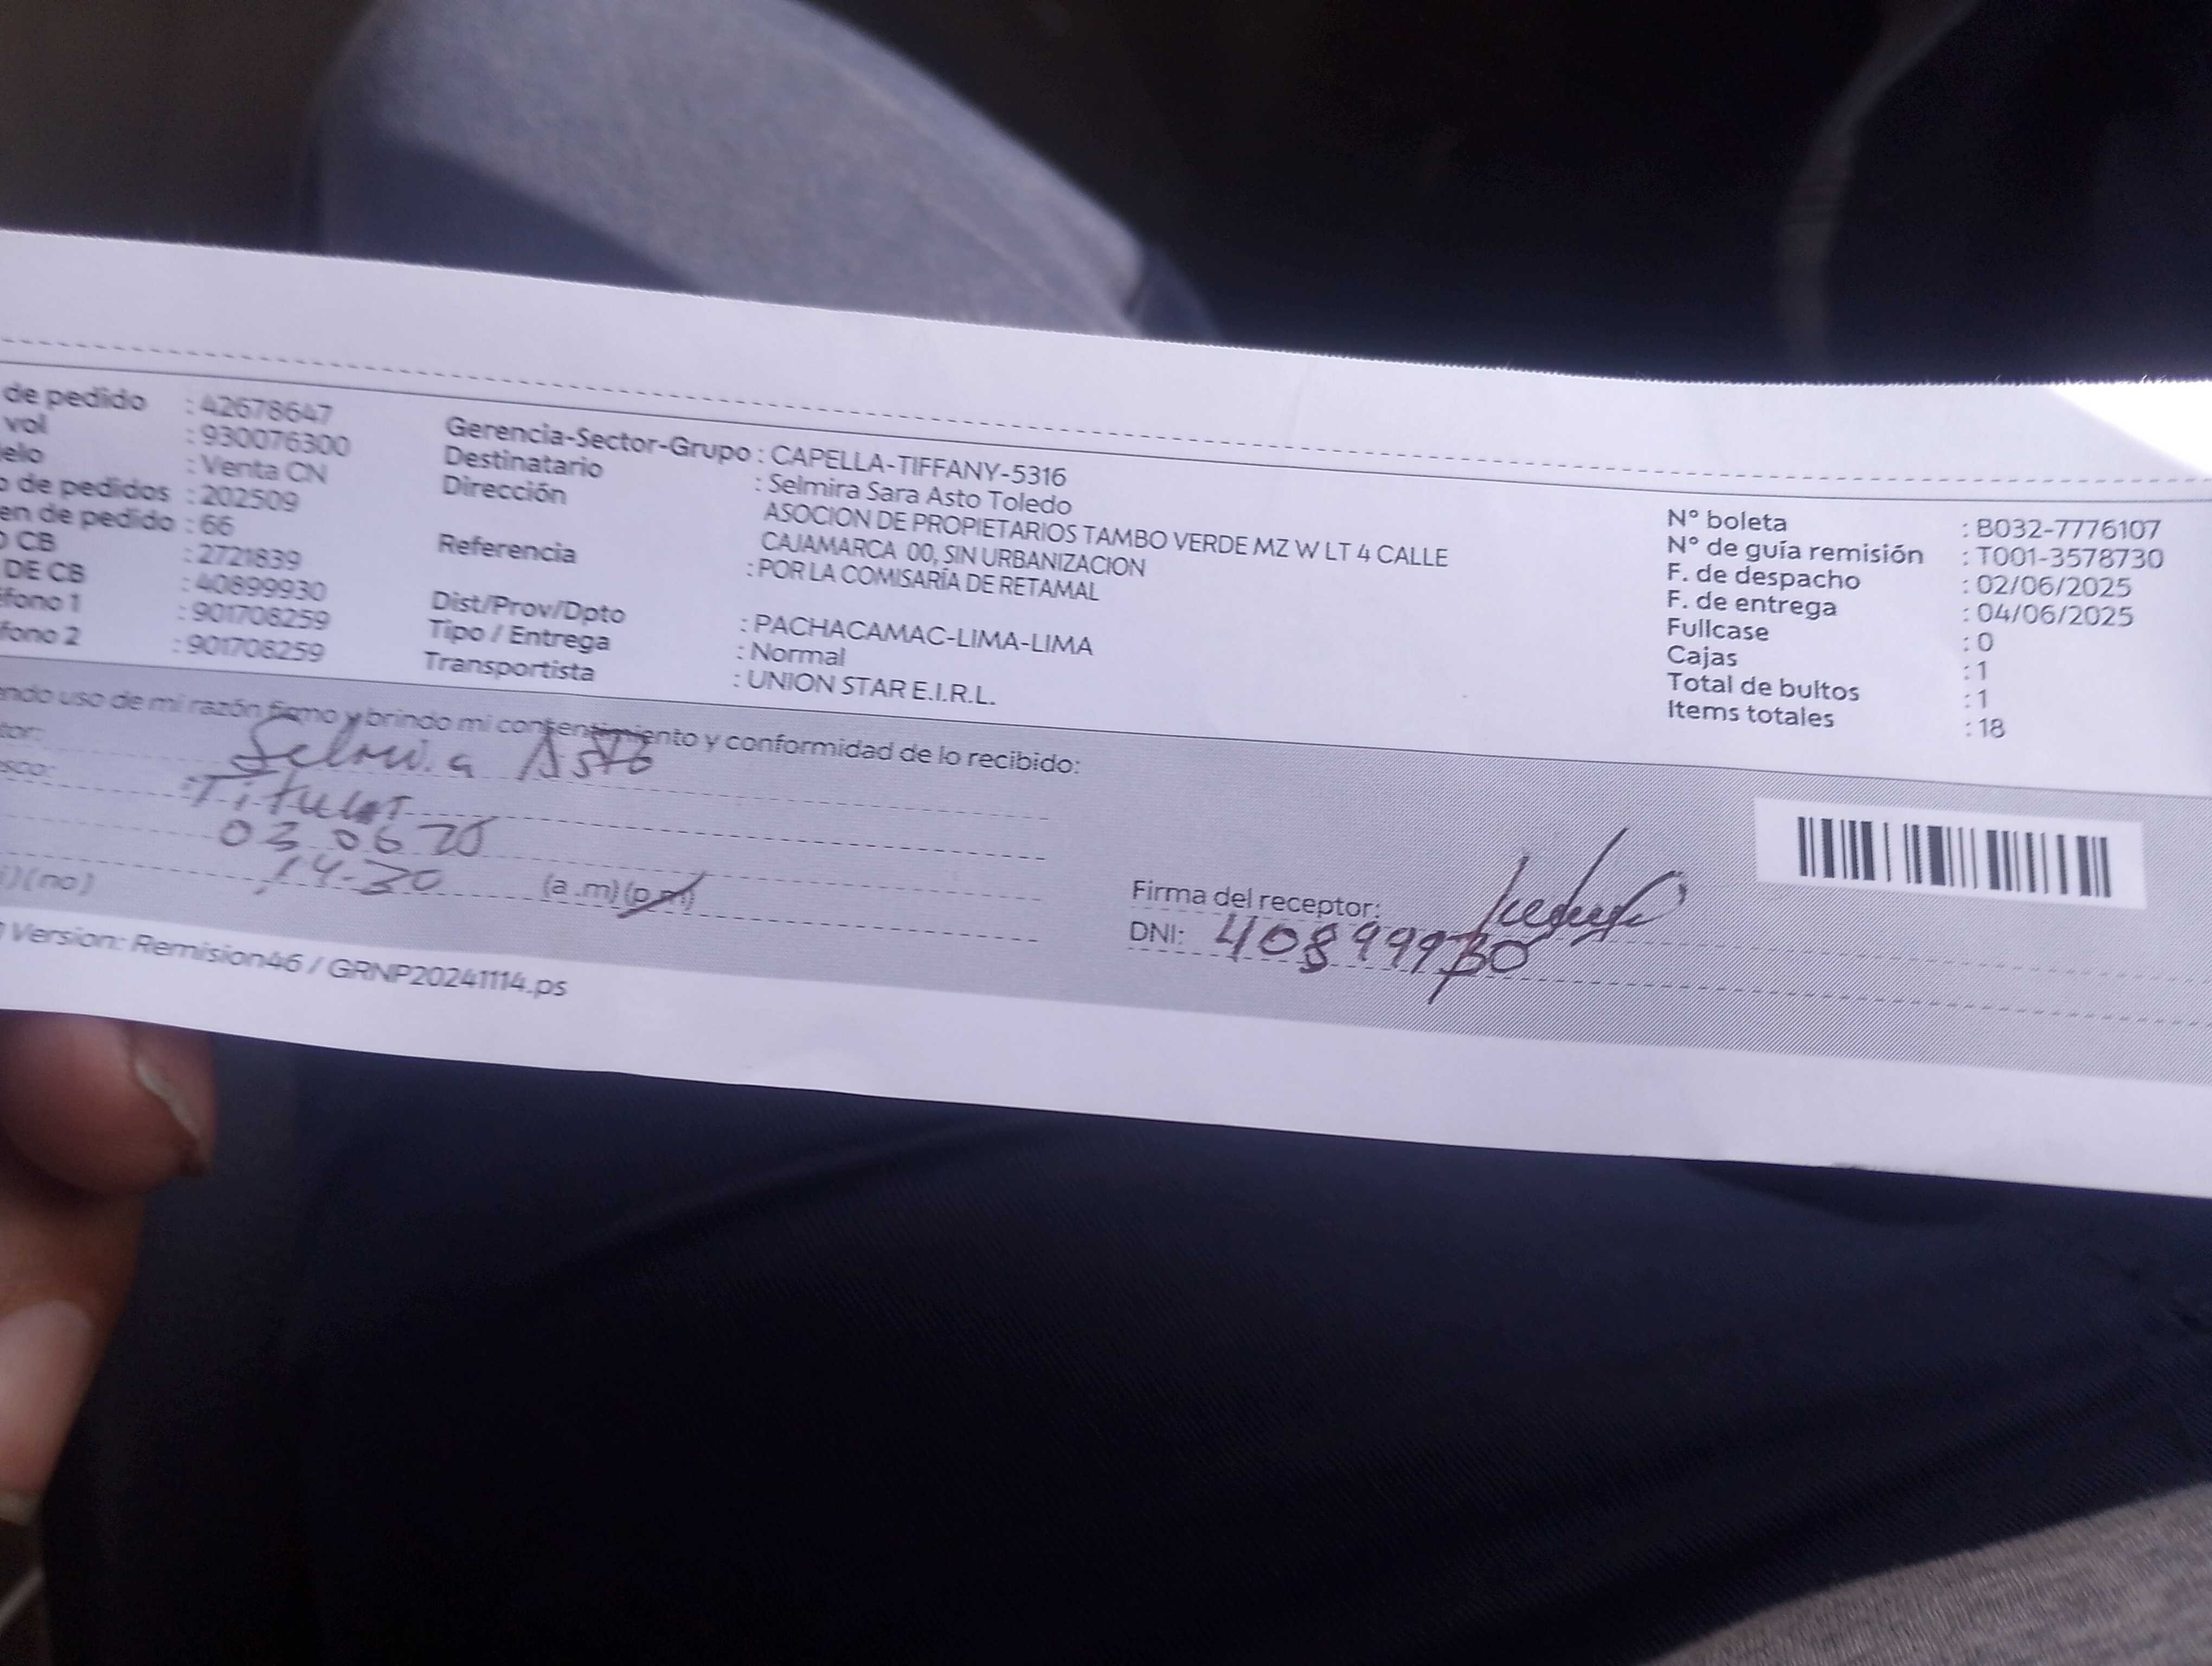 de pedido : 42678647
vol : 930076300
elo : Venta CN
o de pedidos : 202509
en de pedido : 66
o CB : 2721839
DE CB : 40899930
fono 1 : 901708259
fono 2 : 901708259
Gerencia-Sector-Grupo : CAPELLA-TIFFANY-5316
Destinatario : Selmira Sara Asto Toledo
Dirección ASOCION DE PROPIETARIOS TAMBO VERDE MZ W LT 4 CALLE
CAJAMARCA 00, SIN URBANIZACION
Referencia : POR LA COMISARÍA DE RETAMAL
Dist/Prov/Dpto : PACHACAMAC-LIMA-LIMA
Tipo / Entrega : Normal
Transportista : UNION STAR E.I.R.L.
N° boleta : B032-7776107
N° de guía remisión : T001-3578730
F. de despacho : 02/06/2025
F. de entrega : 04/06/2025
Fullcase : 0
Cajas : 1
Total de bultos : 1
Items totales : 18
ndo uso de mi razón firmo y brindo mi consentimiento y conformidad de lo recibido:
tor: Selmi.a Asto
sco: Titular
03 06 25
14-30 (a .m) (p.m)
i) (no)
Firma del receptor:
DNI: 40899930
Version: Remision46 / GRNP20241114.ps